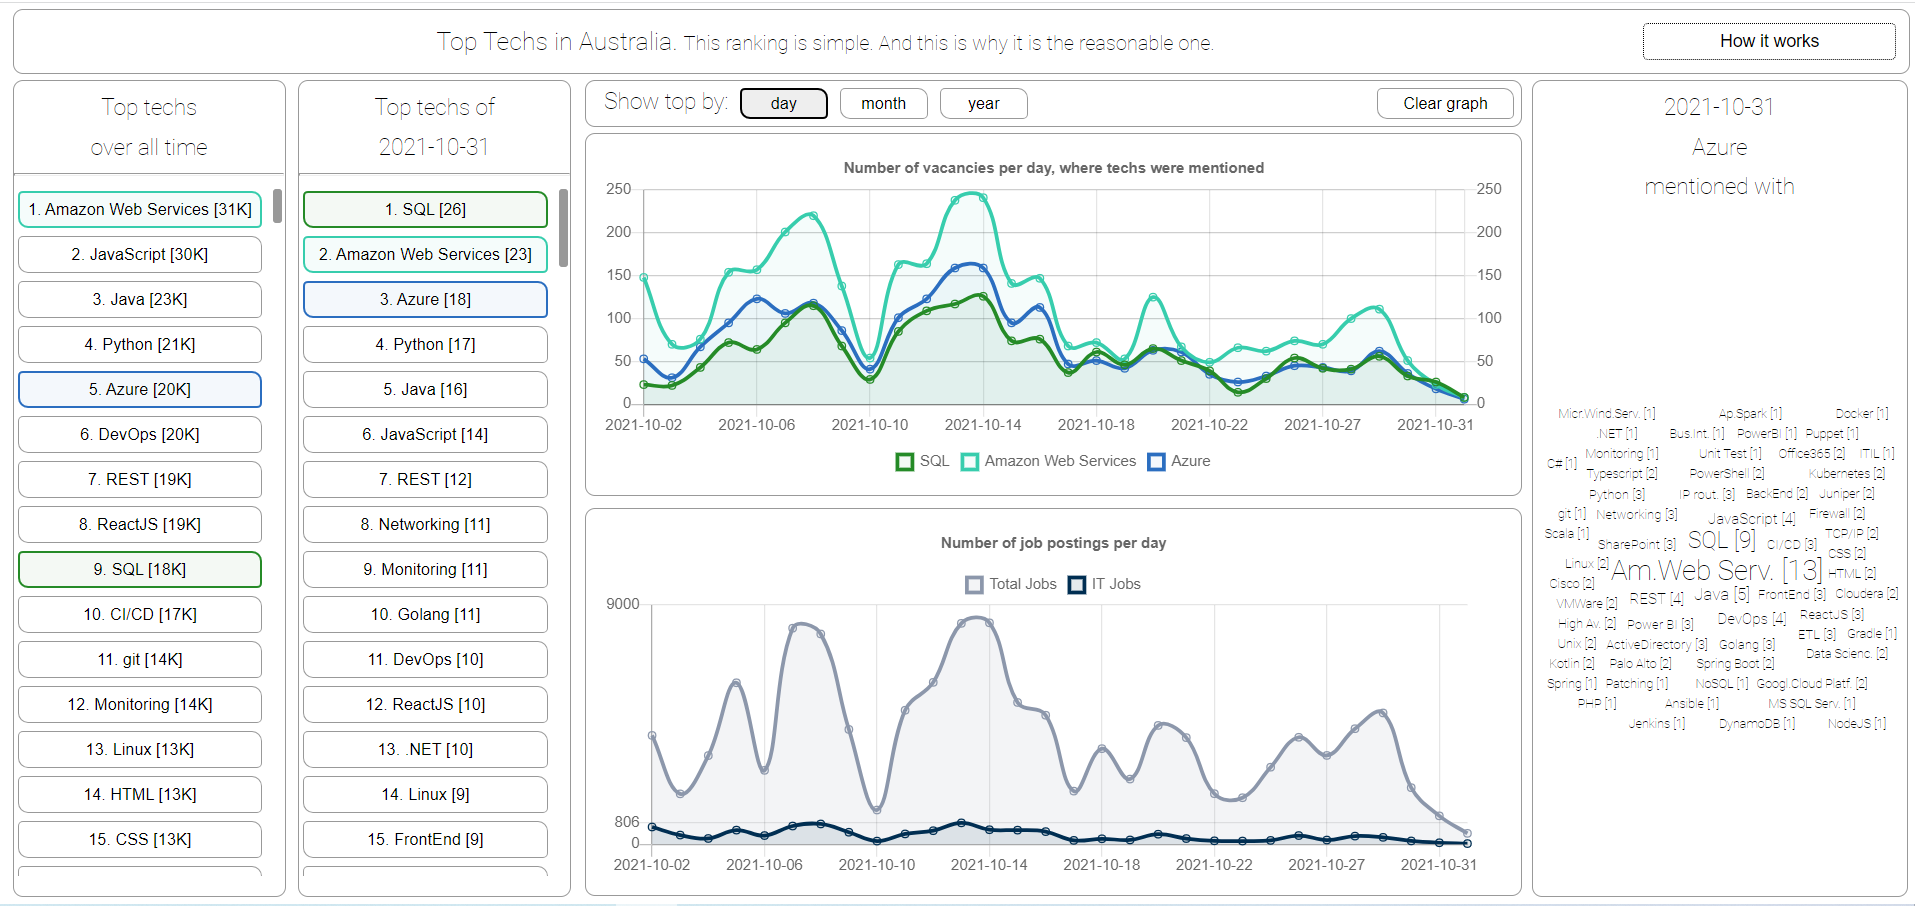 Top Techs in Australia. This ranking is simple. And this is why it is the reasonable one.
How it works
Top techs
over all time
1. Amazon Web Services [31K]
2. JavaScript [30K]
3. Java [23K]
4. Python [21K]
5. Azure [20K]
6. DevOps [20K]
7. REST [19K]
8. ReactJS [19K]
9. SQL [18K]
10. CI/CD [17K]
11. git [14K]
12. Monitoring [14K]
13. Linux [13K]
14. HTML [13K]
15. CSS [13K]
Top techs of
2021-10-31
1. SQL [26]
2. Amazon Web Services [23]
3. Azure [18]
4. Python [17]
5. Java [16]
6. JavaScript [14]
7. REST [12]
8. Networking [11]
9. Monitoring [11]
10. Golang [11]
11. DevOps [10]
12. ReactJS [10]
13. .NET [10]
14. Linux [9]
15. FrontEnd [9]
Show top by: day month year Clear graph
Number of vacancies per day, where techs were mentioned
250 250
200 200
150 150
100 100
50 50
0 0
2021-10-02 2021-10-06 2021-10-10 2021-10-14 2021-10-18 2021-10-22 2021-10-27 2021-10-31
SQL Amazon Web Services Azure
Number of job postings per day
Total Jobs IT Jobs
9000
806
0
2021-10-02 2021-10-06 2021-10-10 2021-10-14 2021-10-18 2021-10-22 2021-10-27 2021-10-31
2021-10-31
Azure
mentioned with
Micr.Wind.Serv. [1] Ap.Spark [1] Docker [1]
.NET [1] Bus.Int. [1] PowerBI [1] Puppet [1]
C# [1] Monitoring [1] Unit Test [1] Office365 [2] ITIL [1]
Typescript [2] PowerShell [2] Kubernetes [2]
Python [3] IP rout. [3] BackEnd [2] Juniper [2]
git [1] Networking [3] JavaScript [4] Firewall [2]
Scala [1] SharePoint [3] SQL [9] CI/CD [3] TCP/IP [2]
CSS [2]
Linux [2] Am.Web Serv. [13] HTML [2]
Cisco [2]
VMWare [2] REST [4] Java [5] FrontEnd [3] Cloudera [2]
High Av. [2] Power BI [3] DevOps [4] ReactJS [3]
Unix [2] ActiveDirectory [3] Golang [3] ETL [3] Gradle [1]
Kotlin [2] Palo Alto [2] Spring Boot [2] Data Scienc. [2]
Spring [1] Patching [1] NoSQL [1] Googl.Cloud Platf. [2]
PHP [1] Ansible [1] MS SQL Serv. [1]
Jenkins [1] DynamoDB [1] NodeJS [1]